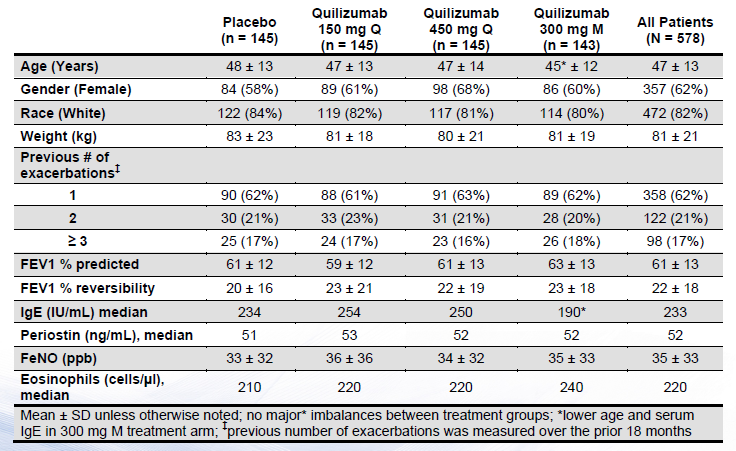 Placebo (n = 145) Quilizumab 150 mg Q (n = 145) Quilizumab 450 mg Q (n = 145) Quilizumab 300 mg M (n = 143) All Patients (N = 578)
Age (Years) 48 ± 13 47 ± 13 47 ± 14 45* ± 12 47 ± 13
Gender (Female) 84 (58%) 89 (61%) 98 (68%) 86 (60%) 357 (62%)
Race (White) 122 (84%) 119 (82%) 117 (81%) 114 (80%) 472 (82%)
Weight (kg) 83 ± 23 81 ± 18 80 ± 21 81 ± 19 81 ± 21
Previous # of
exacerbations‡
1 90 (62%) 88 (61%) 91 (63%) 89 (62%) 358 (62%)
2 30 (21%) 33 (23%) 31 (21%) 28 (20%) 122 (21%)
≥ 3 25 (17%) 24 (17%) 23 (16%) 26 (18%) 98 (17%)
FEV1 % predicted 61 ± 12 59 ± 12 61 ± 13 63 ± 13 61 ± 13
FEV1 % reversibility 20 ± 16 23 ± 21 22 ± 19 23 ± 18 22 ± 18
IgE (IU/mL) median 234 254 250 190* 233
Periostin (ng/mL), median 51 53 52 52 52
FeNO (ppb) 33 ± 32 36 ± 36 34 ± 32 35 ± 33 35 ± 33
Eosinophils (cells/µl), median 210 220 220 240 220
Mean ± SD unless otherwise noted; no major* imbalances between treatment groups; *lower age and serum
IgE in 300 mg M treatment arm; ‡previous number of exacerbations was measured over the prior 18 months